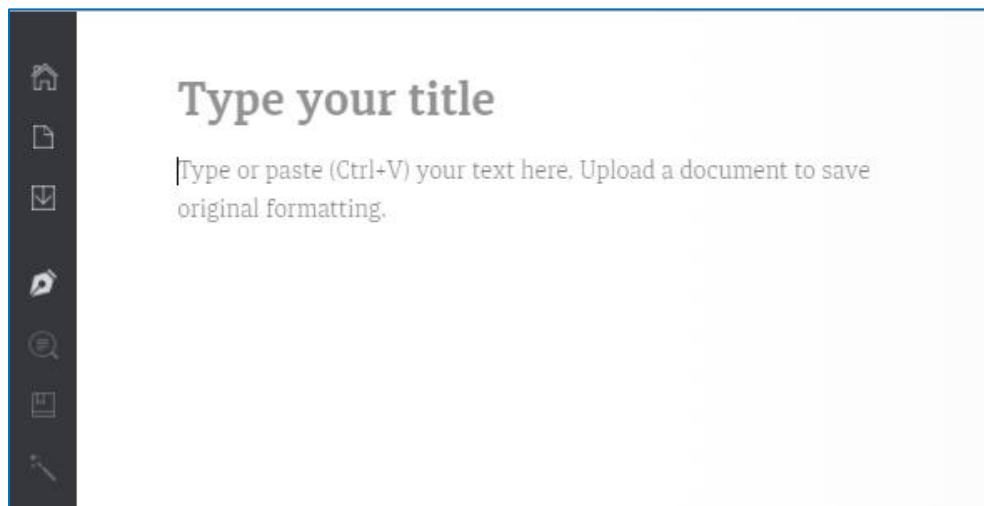 Type your title
Type or paste (Ctrl+V) your text here. Upload a document to save
original formatting.